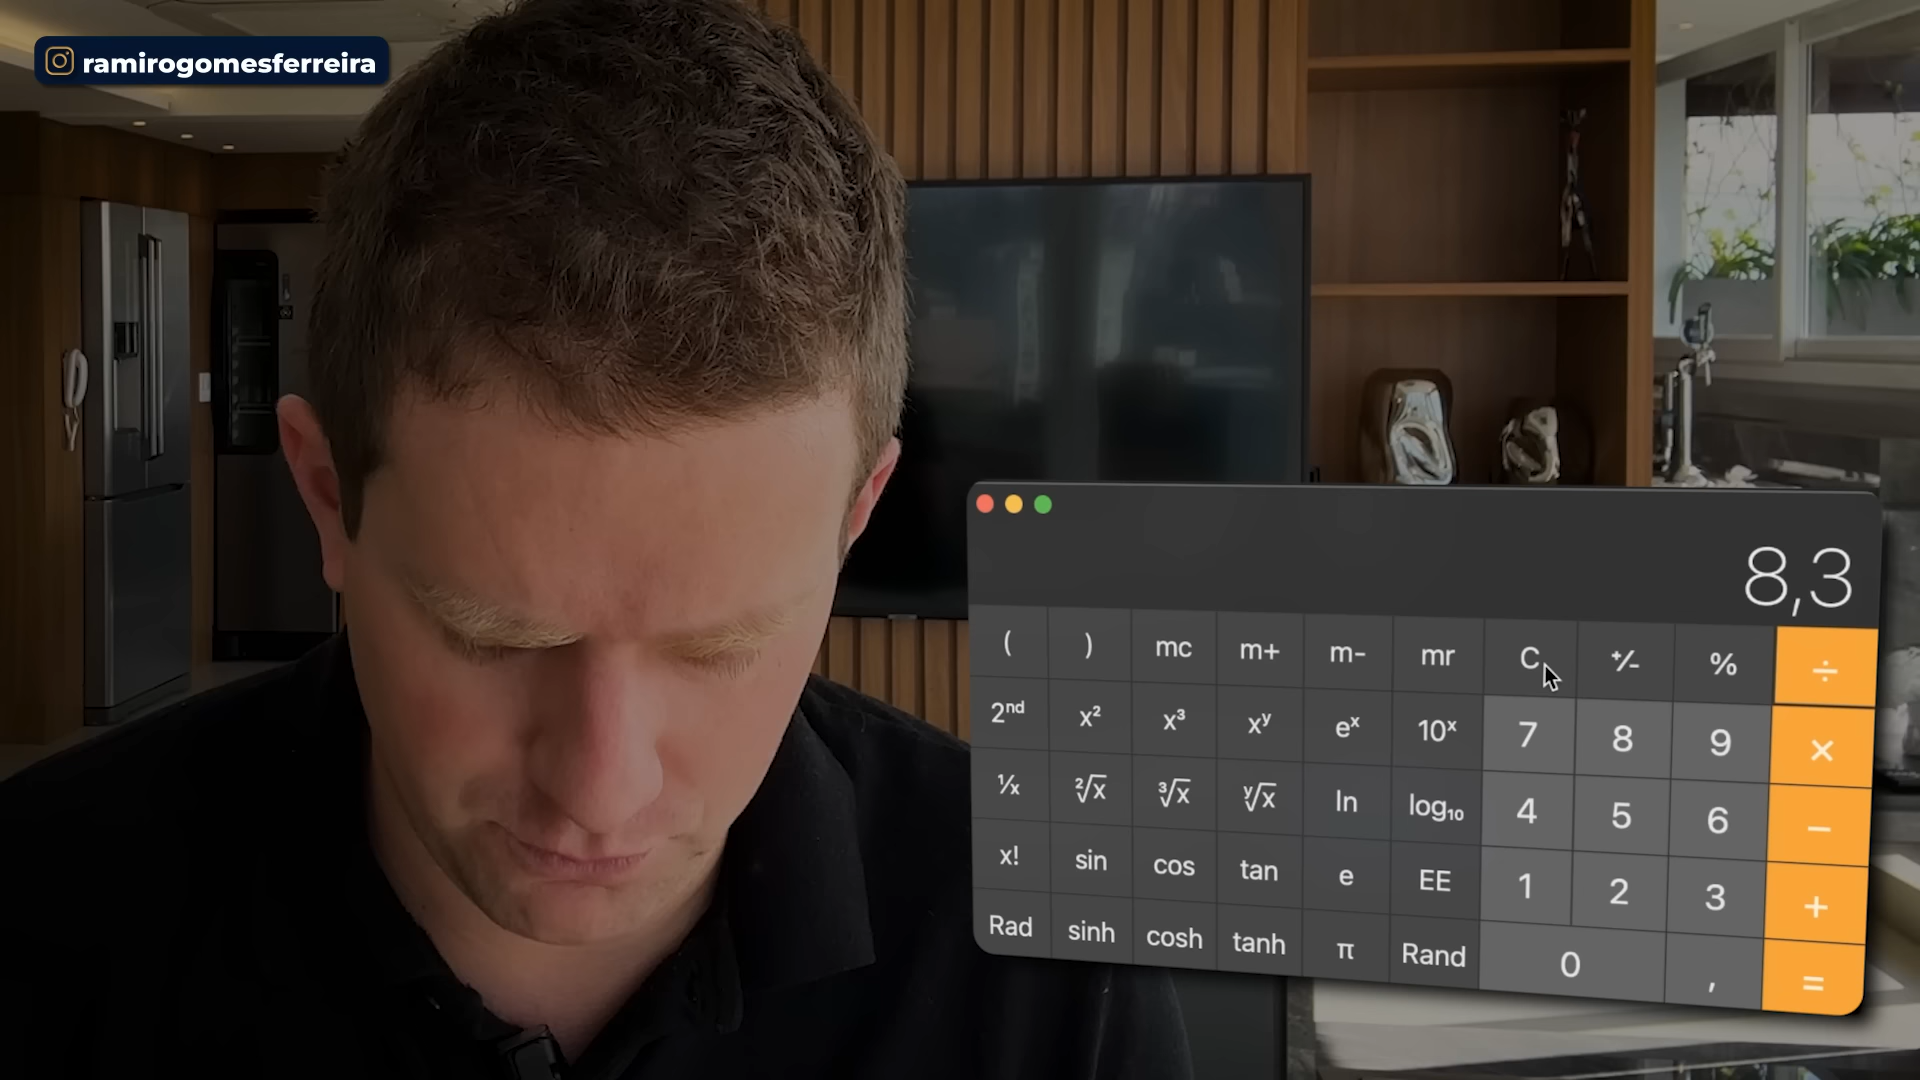 ramirogomesferreira
8,3
( ) mc m+ m- mr C +/- % ÷
2nd x² x³ xʸ eˣ 10ˣ 7 8 9 ×
1/x ²√x ³√x ʸ√x ln log₁₀ 4 5 6 −
x! sin cos tan e EE 1 2 3 +
Rad sinh cosh tanh π Rand 0 , =